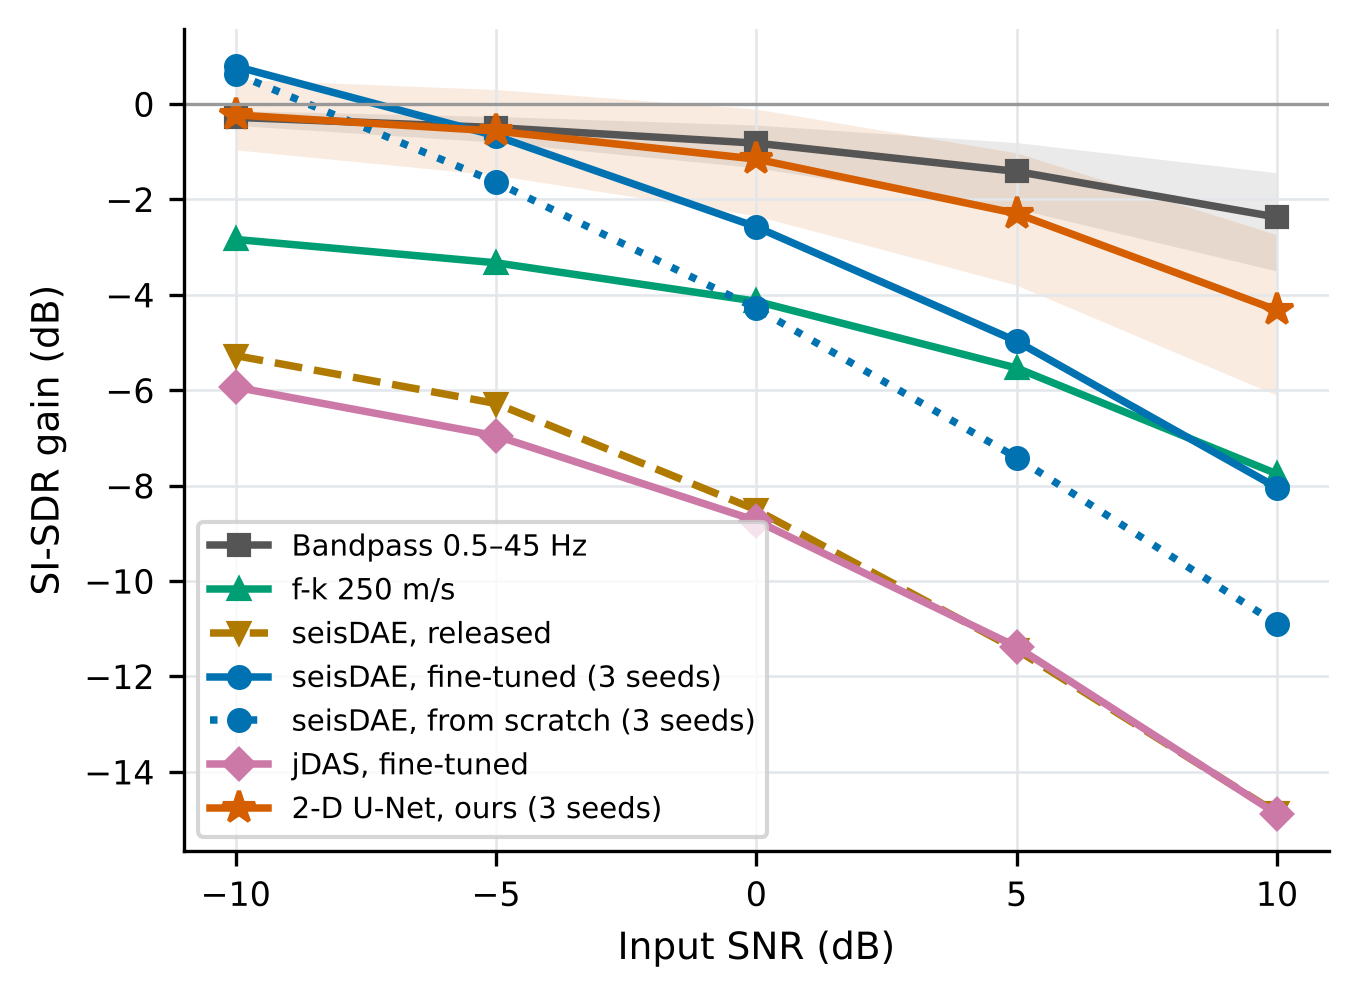 0
−2
−4
−6
−8
−10
−12
−14
SI-SDR gain (dB)
Bandpass 0.5–45 Hz
f-k 250 m/s
seisDAE, released
seisDAE, fine-tuned (3 seeds)
seisDAE, from scratch (3 seeds)
jDAS, fine-tuned
2-D U-Net, ours (3 seeds)
−10 −5 0 5 10
Input SNR (dB)